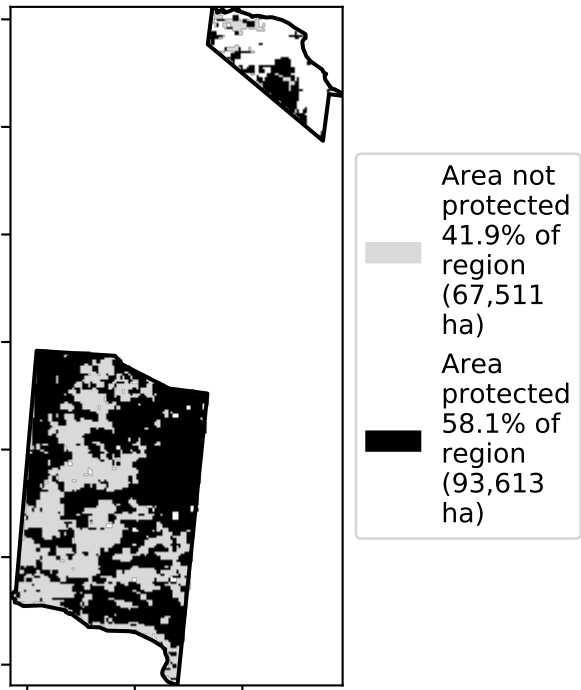 Area not
protected
41.9% of
region
(67,511
ha)
Area
protected
58.1% of
region
(93,613
ha)